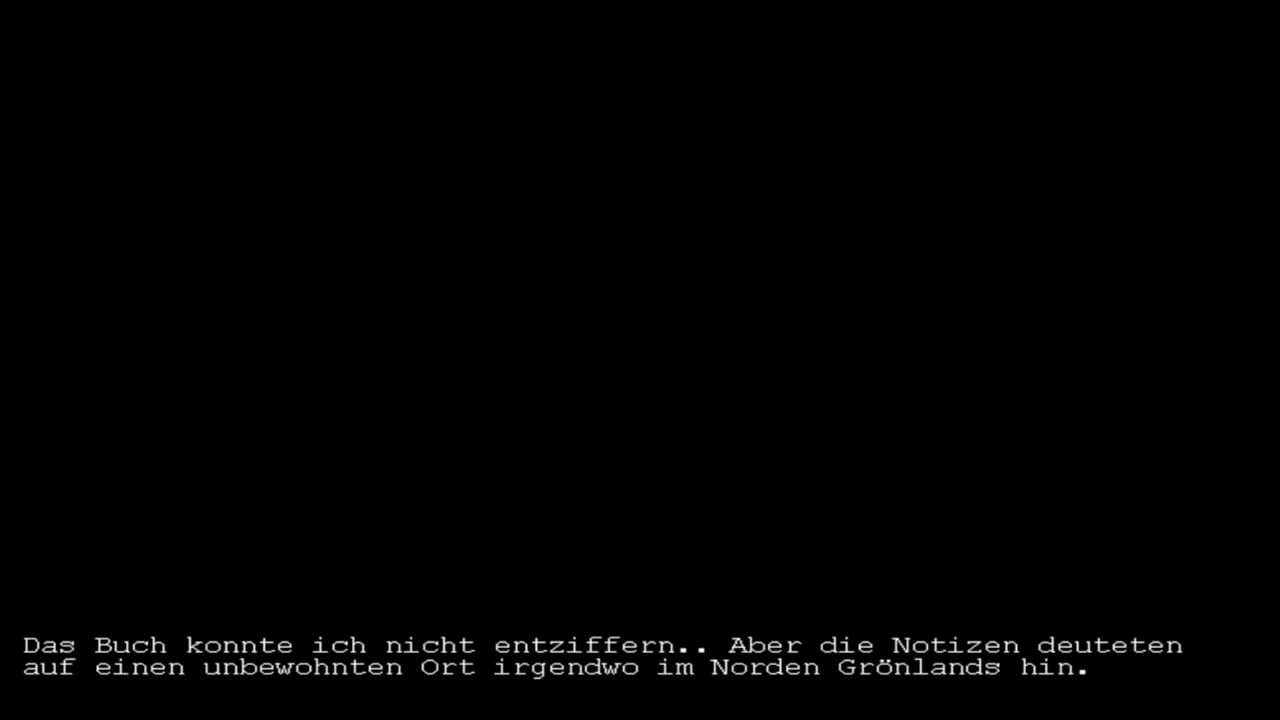 Das Buch konnte ich nicht entziffern.. Aber die Notizen deuteten
auf einen unbewohnten Ort irgendwo im Norden Grönlands hin.